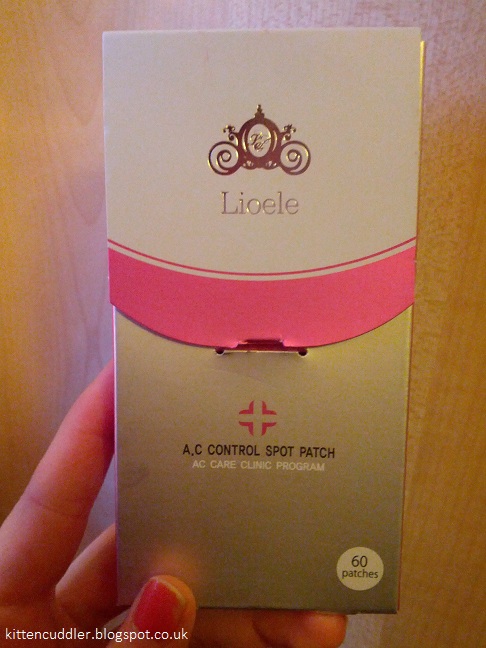 Lioele
A,C CONTROL SPOT PATCH
AC CARE CLINIC PROGRAM
60
patches
kittencuddler.blogspot.co.uk